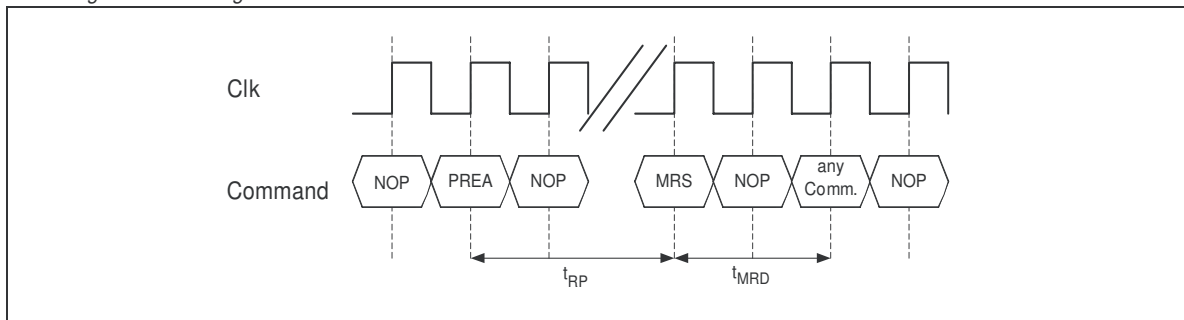 Clk
Command
NOP PREA NOP MRS NOP any Comm. NOP
tRP tMRD